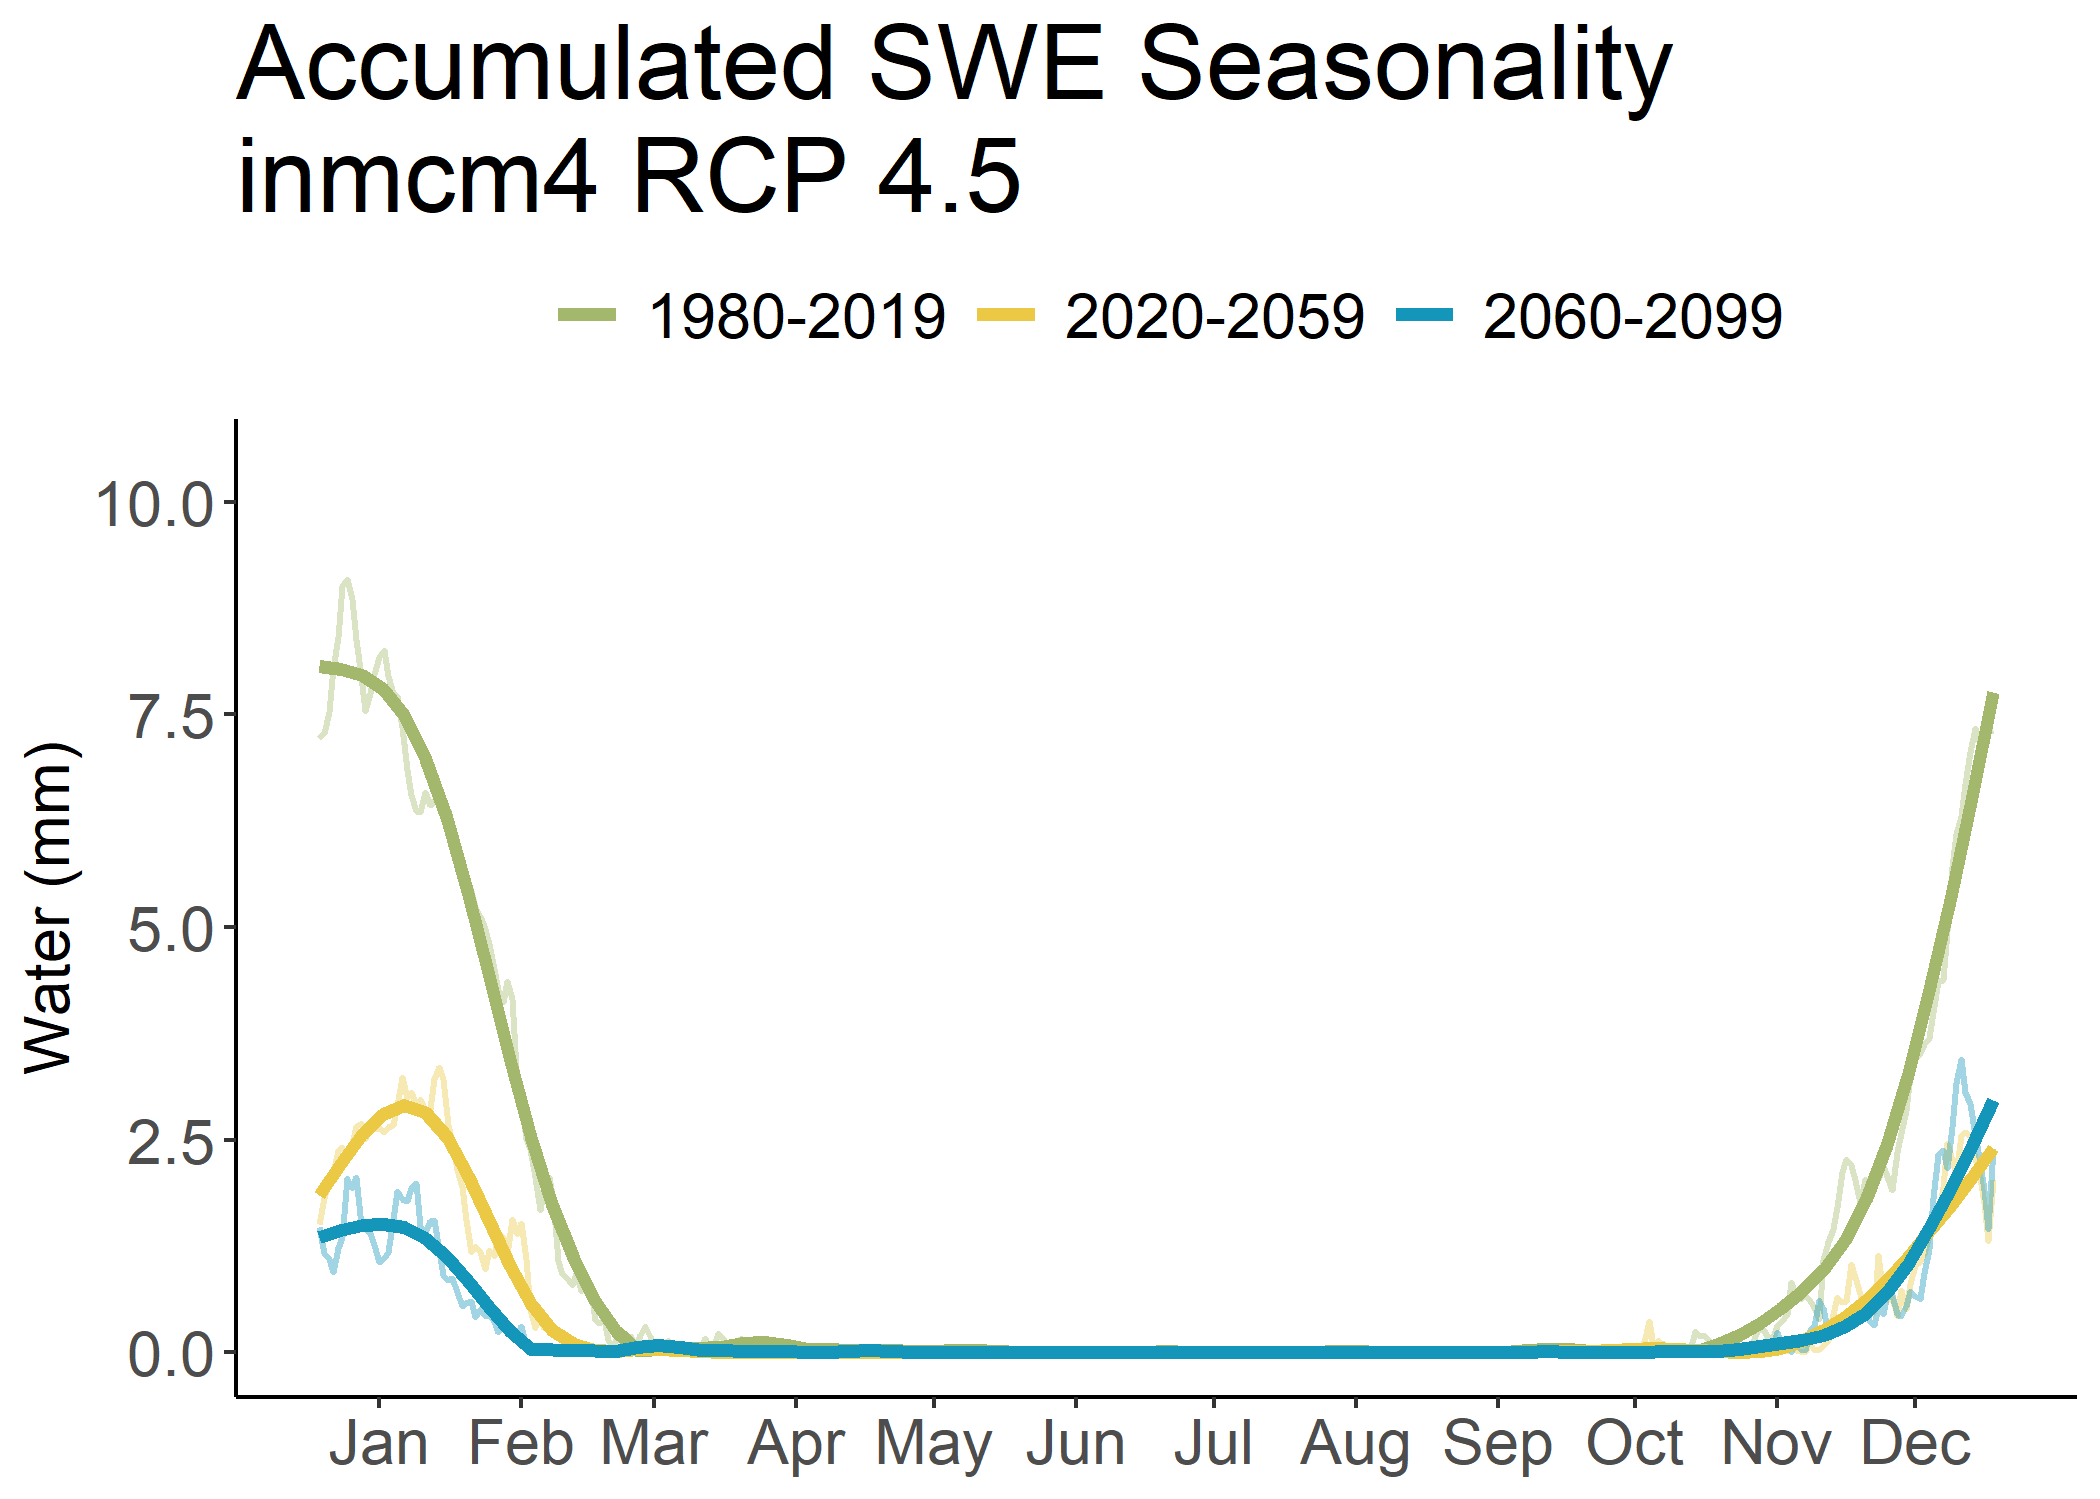 Accumulated SWE Seasonality
inmcm4 RCP 4.5
1980-2019 2020-2059 2060-2099
Water (mm)
10.0
7.5
5.0
2.5
0.0
Jan Feb Mar Apr May Jun Jul Aug Sep Oct Nov Dec